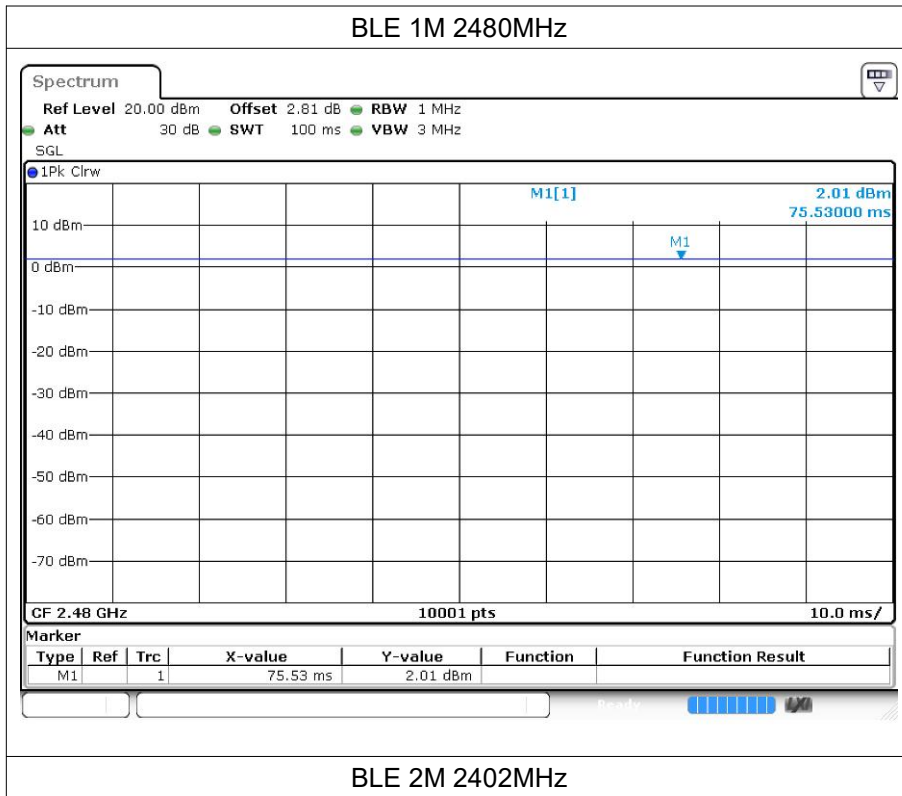 BLE 1M 2480MHz
Spectrum
Ref Level 20.00 dBm Offset 2.81 dB RBW 1 MHz
Att 30 dB SWT 100 ms VBW 3 MHz
SGL
1Pk Clrw
M1[1] 2.01 dBm
75.53000 ms
10 dBm
M1
0 dBm
-10 dBm
-20 dBm
-30 dBm
-40 dBm
-50 dBm
-60 dBm
-70 dBm
CF 2.48 GHz 10001 pts 10.0 ms/
Marker
Type Ref Trc X-value Y-value Function Function Result
M1 1 75.53 ms 2.01 dBm
Ready
BLE 2M 2402MHz